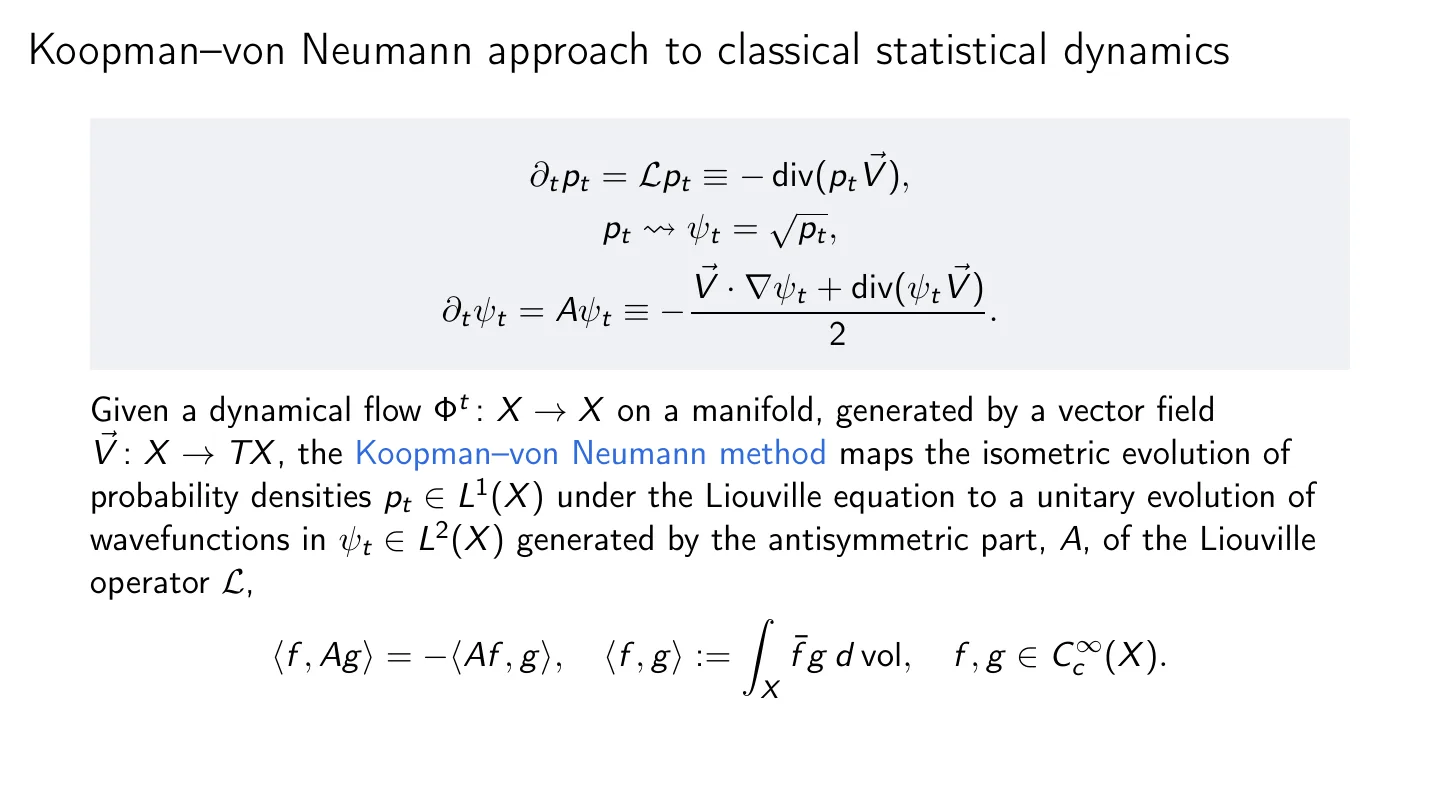 Koopman–von Neumann approach to classical statistical dynamics
∂ₜpₜ = ℒpₜ ≡ − div(pₜV⃗),
pₜ ⇝ ψₜ = √pₜ,
∂ₜψₜ = Aψₜ ≡ − (V⃗ · ∇ψₜ + div(ψₜV⃗))/2.
Given a dynamical flow Φᵗ : X → X on a manifold, generated by a vector field
V⃗ : X → TX, the Koopman–von Neumann method maps the isometric evolution of
probability densities pₜ ∈ L¹(X) under the Liouville equation to a unitary evolution of
wavefunctions in ψₜ ∈ L²(X) generated by the antisymmetric part, A, of the Liouville
operator ℒ,
⟨f, Ag⟩ = −⟨Af, g⟩, ⟨f, g⟩ := ∫_X f̄g d vol, f, g ∈ C_c^∞(X).